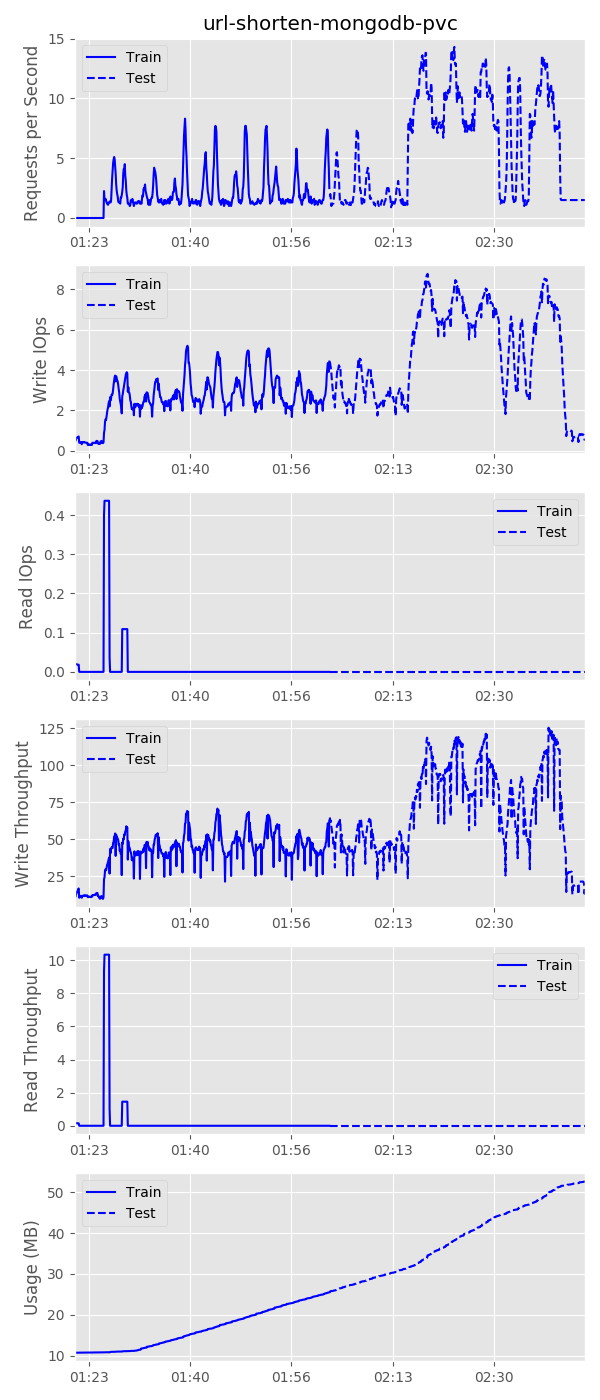 url-shorten-mongodb-pvc
Requests per Second
15
10
5
0
Train
Test
01:23 01:40 01:56 02:13 02:30
Write IOps
8
6
4
2
0
Train
Test
01:23 01:40 01:56 02:13 02:30
Read IOps
0.4
0.3
0.2
0.1
0.0
Train
Test
01:23 01:40 01:56 02:13 02:30
Write Throughput
125
100
75
50
25
Train
Test
01:23 01:40 01:56 02:13 02:30
Read Throughput
10
8
6
4
2
0
Train
Test
01:23 01:40 01:56 02:13 02:30
Usage (MB)
50
40
30
20
10
Train
Test
01:23 01:40 01:56 02:13 02:30